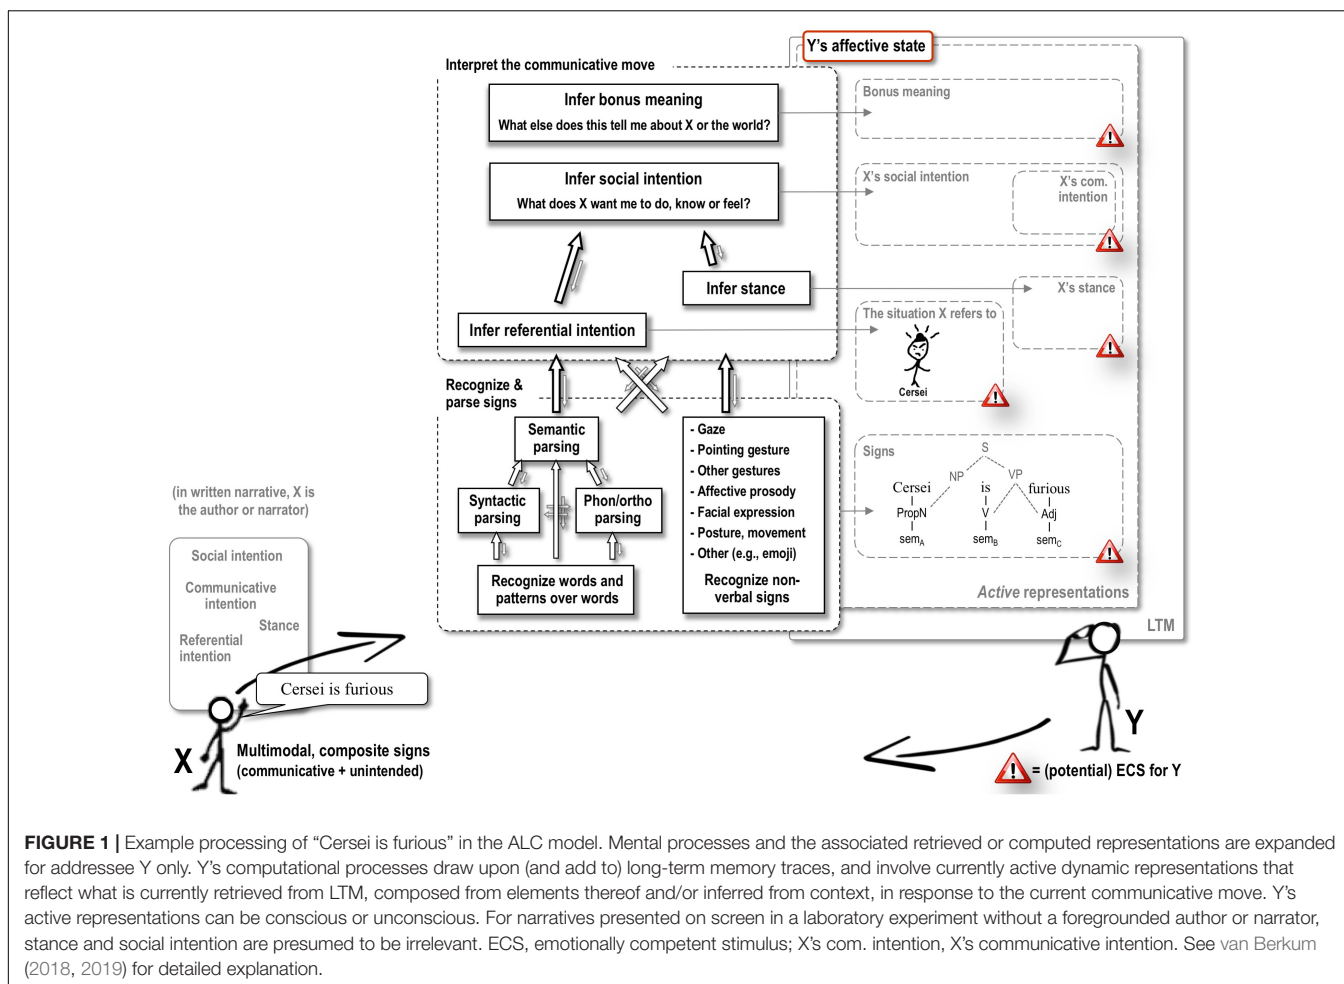 Y's affective state
Interpret the communicative move
Infer bonus meaning
What else does this tell me about X or the world?
Bonus meaning
Infer social intention
What does X want me to do, know or feel?
X's social intention
X's com.
intention
Infer stance
X's stance
Infer referential intention
The situation X refers to
Cersei
Recognize &
parse signs
Semantic
parsing
Syntactic
parsing
Phon/ortho
parsing
Recognize words and
patterns over words
- Gaze
- Pointing gesture
- Other gestures
- Affective prosody
- Facial expression
- Posture, movement
- Other (e.g., emoji)
Recognize non-
verbal signs
Signs
S
NP VP
Cersei is furious
PropN V Adj
semA semB semC
Active representations
LTM
(in written narrative, X is
the author or narrator)
Social intention
Communicative
intention
Stance
Referential
intention
Cersei is furious
X
Multimodal, composite signs
(communicative + unintended)
Y
! = (potential) ECS for Y
FIGURE 1 | Example processing of “Cersei is furious” in the ALC model. Mental processes and the associated retrieved or computed representations are expanded
for addressee Y only. Y’s computational processes draw upon (and add to) long-term memory traces, and involve currently active dynamic representations that
reflect what is currently retrieved from LTM, composed from elements thereof and/or inferred from context, in response to the current communicative move. Y’s
active representations can be conscious or unconscious. For narratives presented on screen in a laboratory experiment without a foregrounded author or narrator,
stance and social intention are presumed to be irrelevant. ECS, emotionally competent stimulus; X’s com. intention, X’s communicative intention. See van Berkum
(2018, 2019) for detailed explanation.